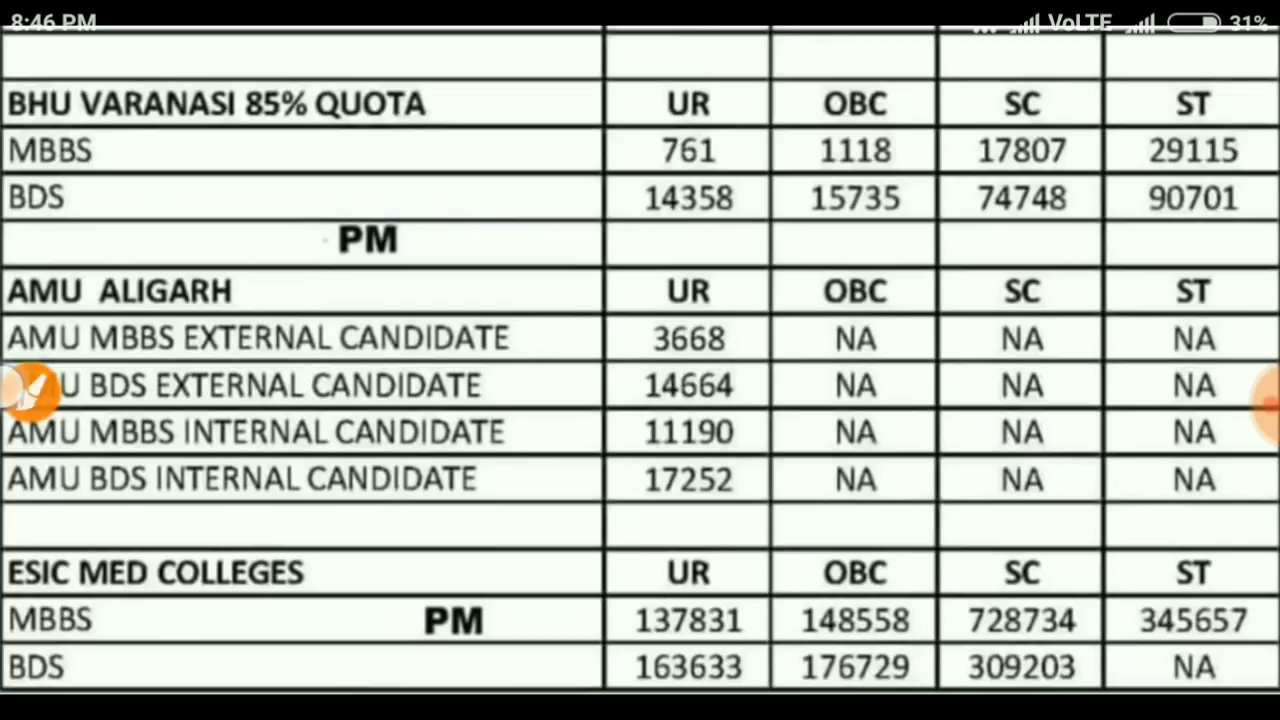 8:46 PM ... VoLTE 31%
BHU VARANASI 85% QUOTA UR OBC SC ST
MBBS 761 1118 17807 29115
BDS 14358 15735 74748 90701
PM
AMU ALIGARH UR OBC SC ST
AMU MBBS EXTERNAL CANDIDATE 3668 NA NA NA
MU BDS EXTERNAL CANDIDATE 14664 NA NA NA
AMU MBBS INTERNAL CANDIDATE 11190 NA NA NA
AMU BDS INTERNAL CANDIDATE 17252 NA NA NA
ESIC MED COLLEGES UR OBC SC ST
MBBS PM 137831 148558 728734 345657
BDS 163633 176729 309203 NA